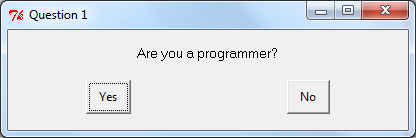 Question 1
Are you a programmer?
Yes
No